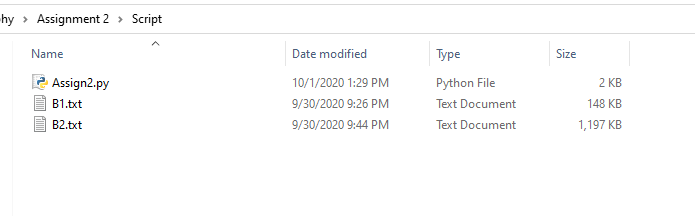 hy > Assignment 2 > Script
Name Date modified Type Size
Assign2.py 10/1/2020 1:29 PM Python File 2 KB
B1.txt 9/30/2020 9:26 PM Text Document 148 KB
B2.txt 9/30/2020 9:44 PM Text Document 1,197 KB